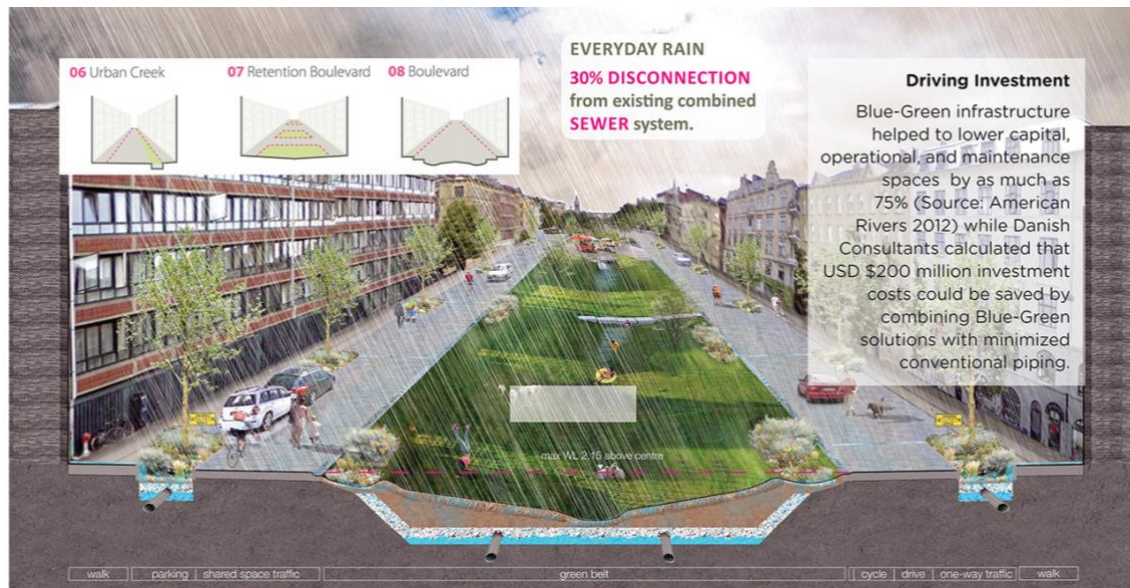 06 Urban Creek
07 Retention Boulevard
08 Boulevard
EVERYDAY RAIN
30% DISCONNECTION
from existing combined
SEWER system.
Driving Investment
Blue-Green infrastructure
helped to lower capital,
operational, and maintenance
spaces by as much as
75% (Source: American
Rivers 2012) while Danish
Consultants calculated that
USD $200 million investment
costs could be saved by
combining Blue-Green
solutions with minimized
conventional piping.
max WL 2,15 above centre
walk | parking | shared space traffic | green belt | cycle | drive | one-way traffic | walk